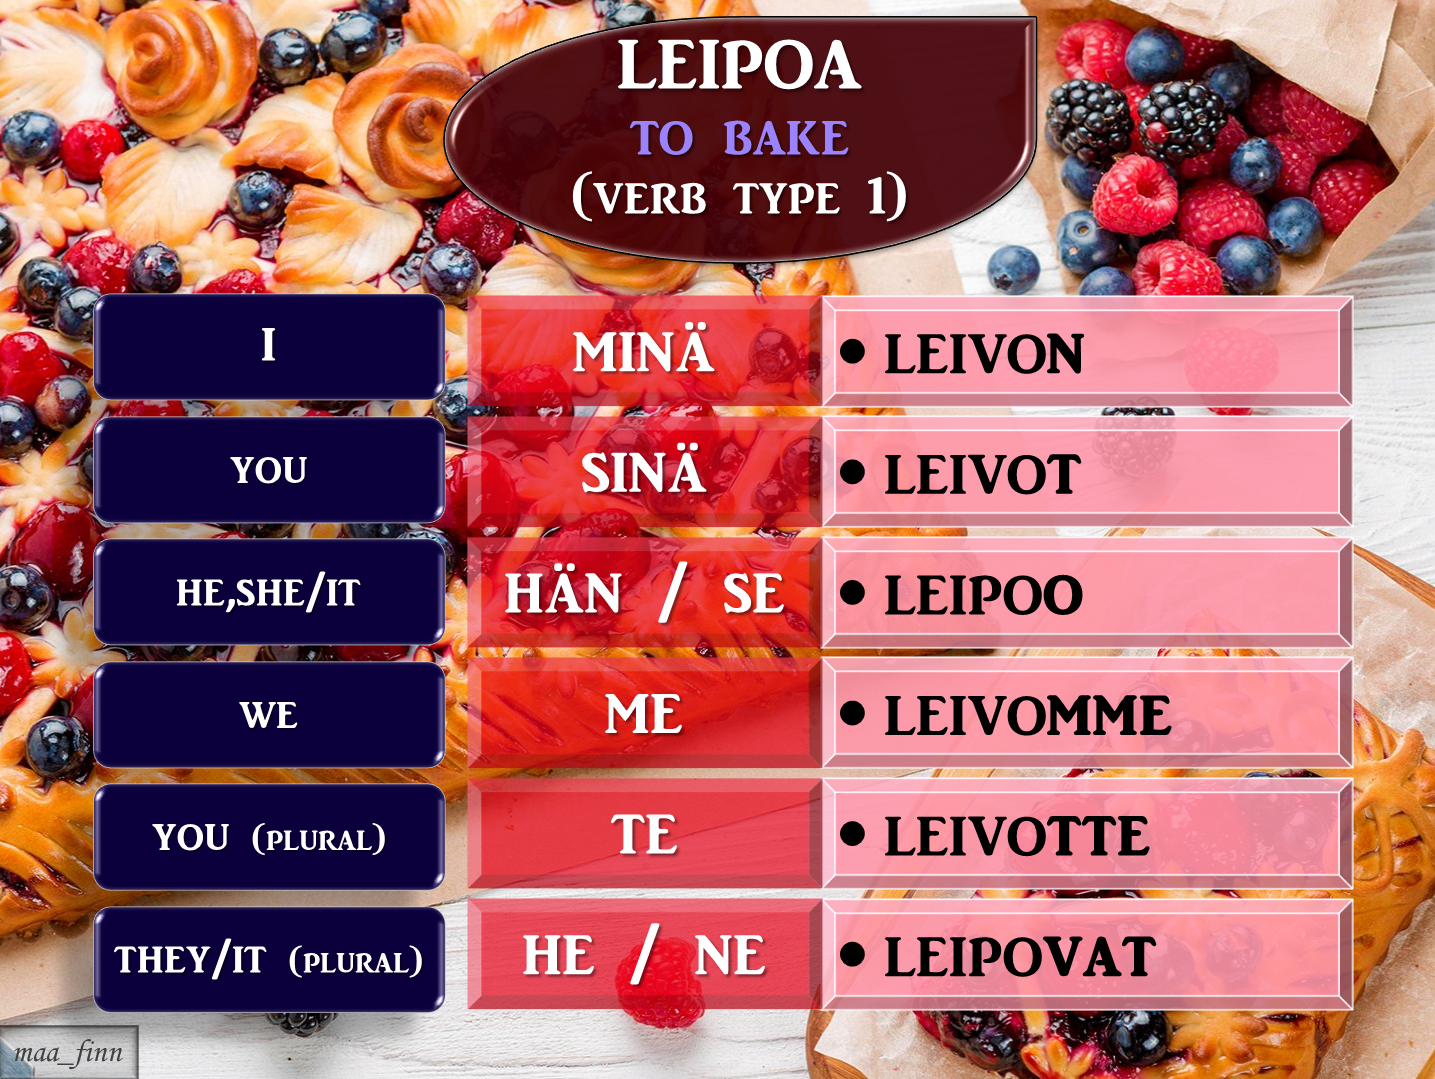 LEIPOA
TO BAKE
(VERB TYPE 1)
I MINÄ • LEIVON
YOU SINÄ • LEIVOT
HE,SHE/IT HÄN / SE • LEIPOO
WE ME • LEIVOMME
YOU (PLURAL) TE • LEIVOTTE
THEY/IT (PLURAL) HE / NE • LEIPOVAT
maa_finn